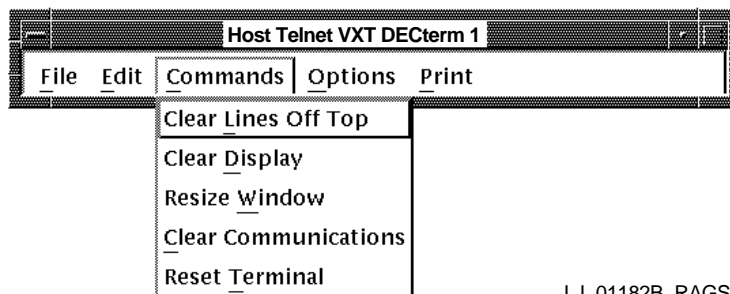 Host Telnet VXT DECterm 1
File Edit Commands Options Print
Clear Lines Off Top
Clear Display
Resize Window
Clear Communications
Reset Terminal